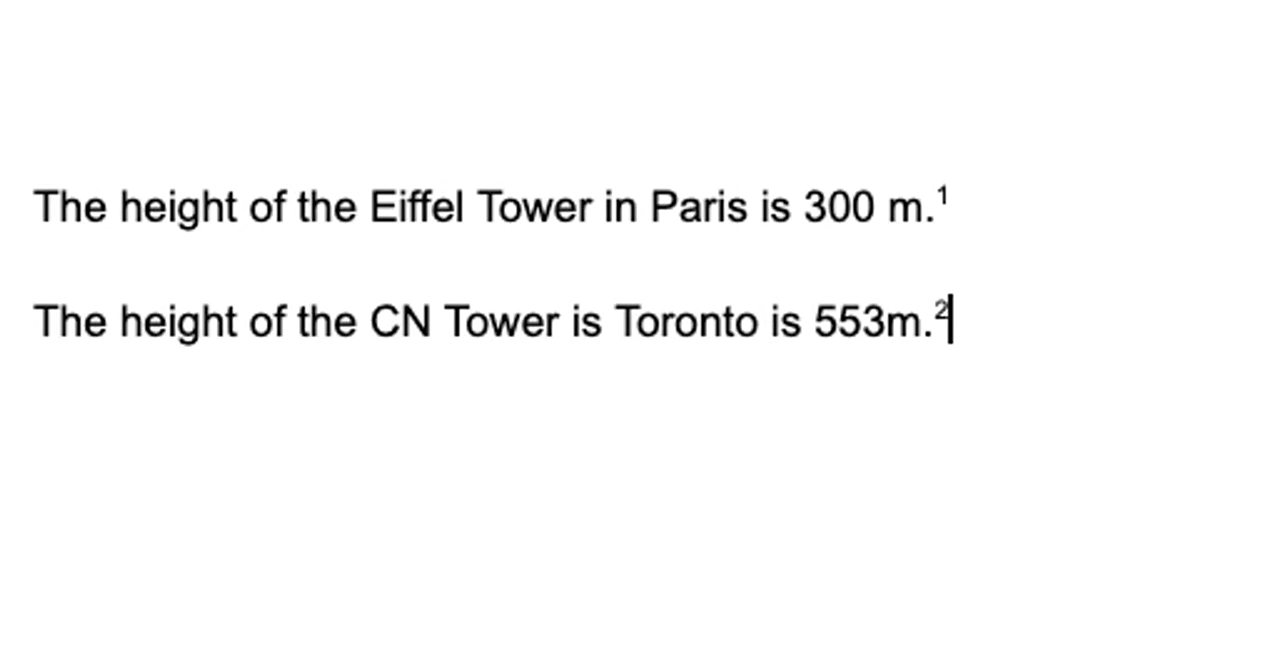 The height of the Eiffel Tower in Paris is 300 m.¹
The height of the CN Tower is Toronto is 553m.²